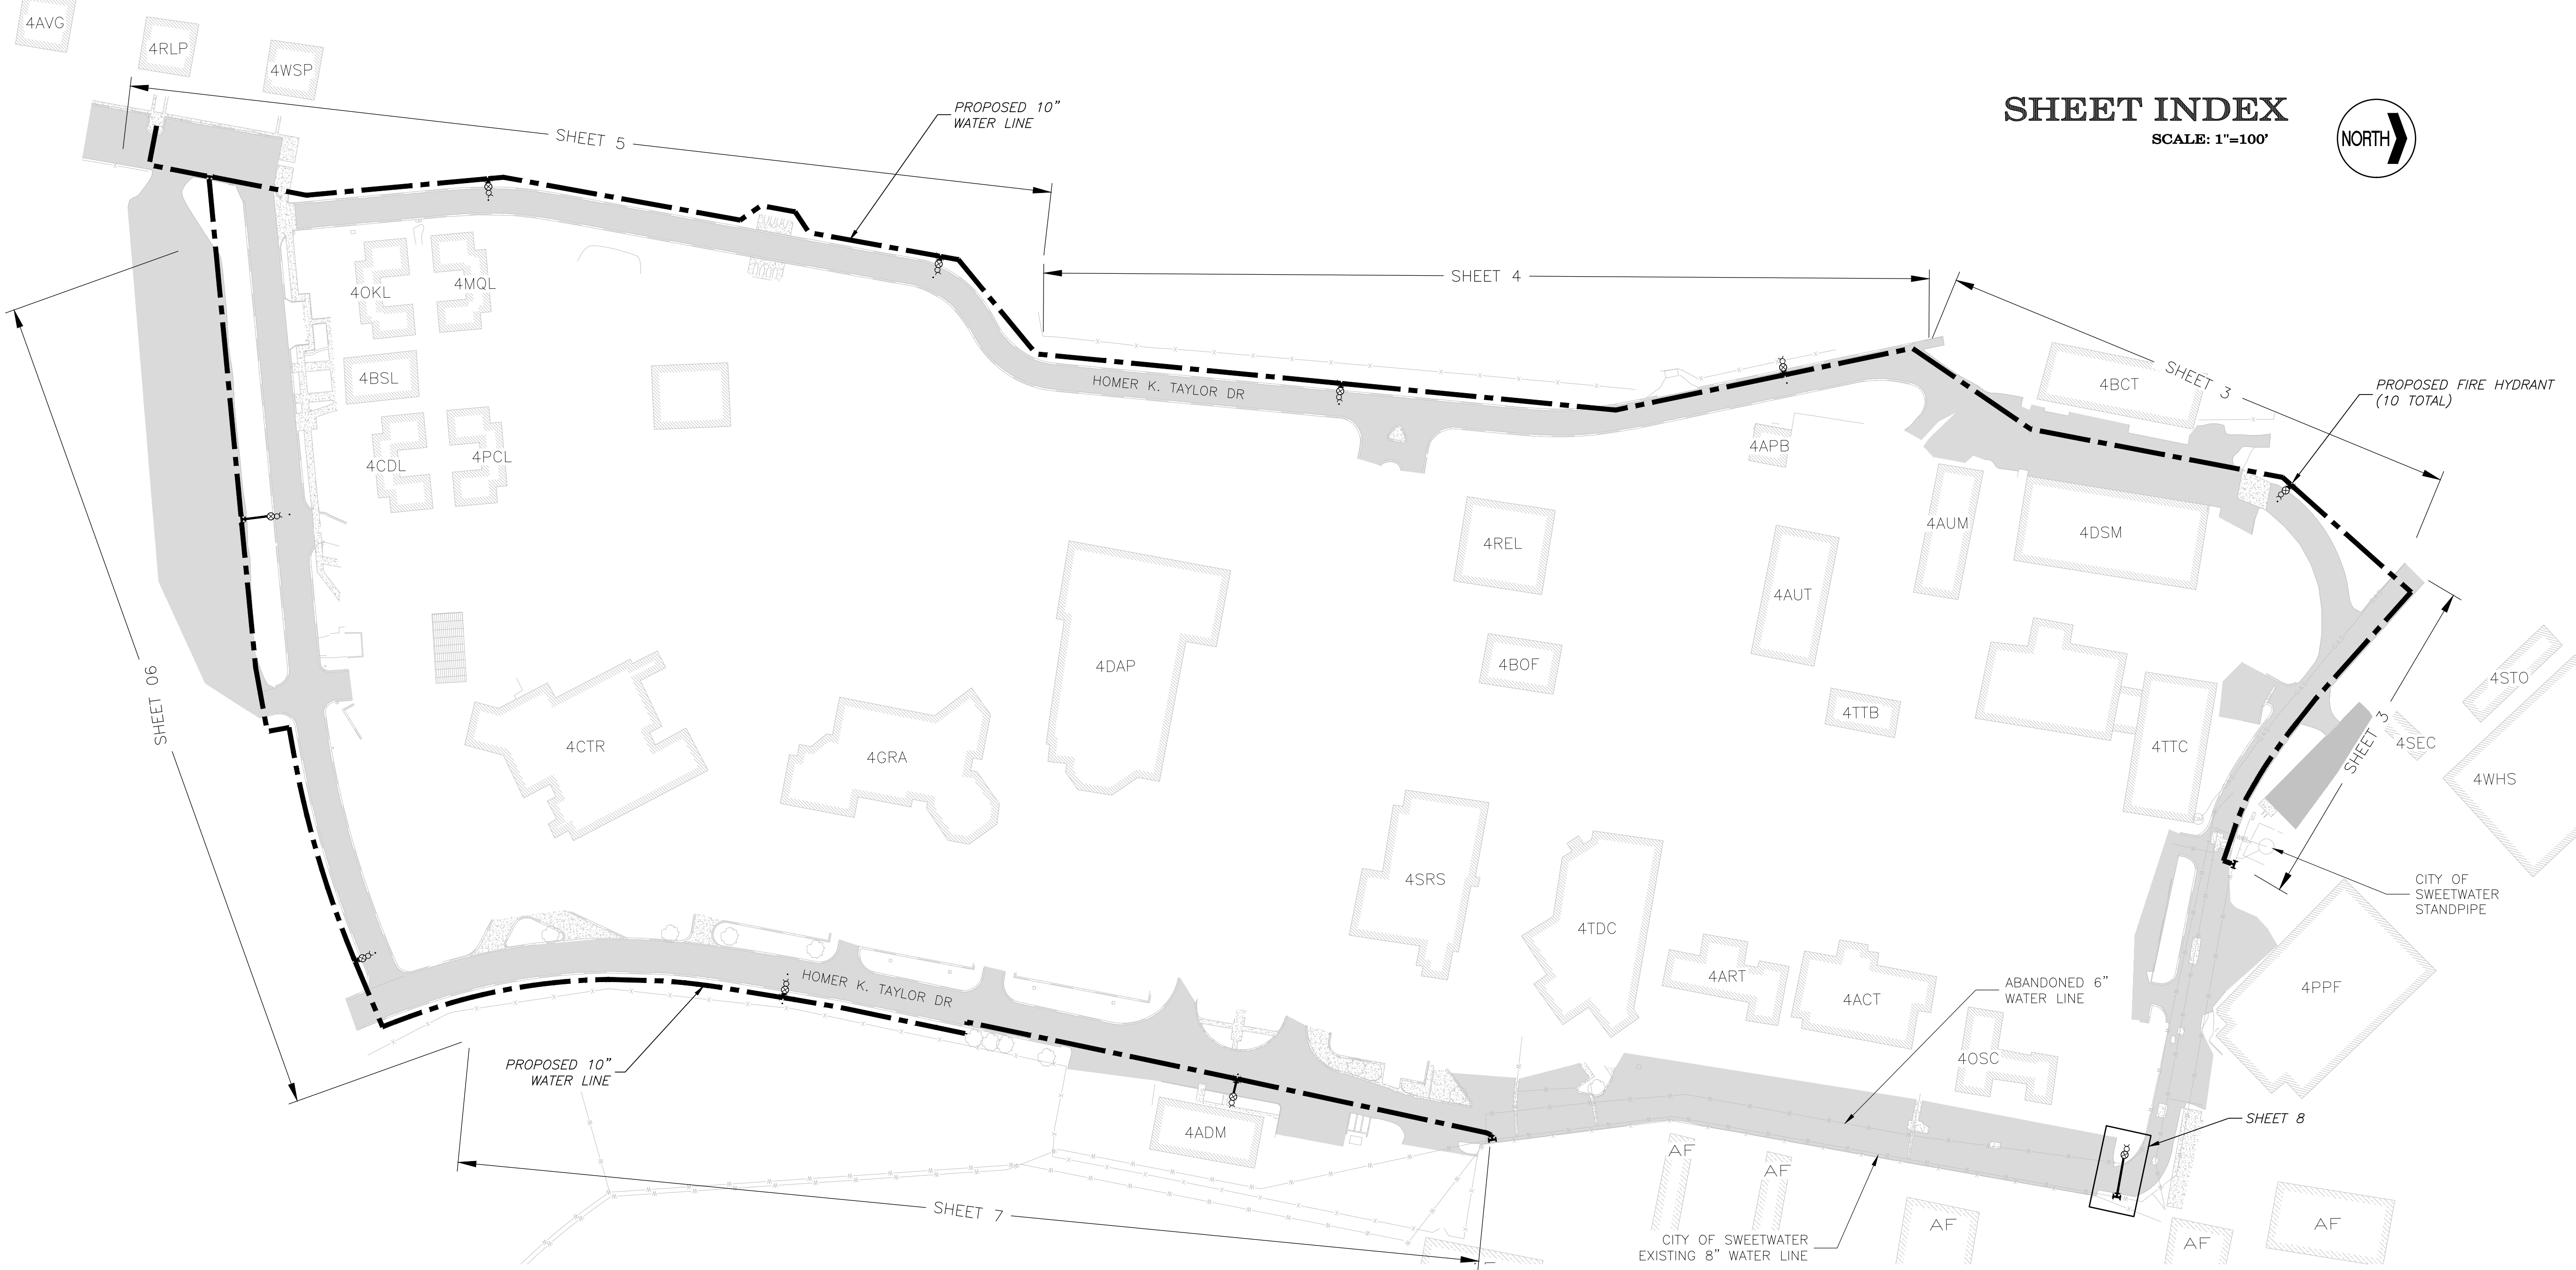 4AVG
4RLP
4WSP
SHEET INDEX
SCALE: 1"=100'
NORTH
SHEET 5
PROPOSED 10"
WATER LINE
SHEET 4
SHEET 3
4BCT
PROPOSED FIRE HYDRANT
(10 TOTAL)
4OKL
4MQL
4BSL
HOMER K. TAYLOR DR
4CDL
4PCL
4APB
4REL
4AUM
4DSM
4AUT
4DAP
4BOF
4TTB
4TTC
4STO
4SEC
4WHS
SHEET 3
SHEET 06
4CTR
4GRA
4SRS
4TDC
CITY OF
SWEETWATER
STANDPIPE
HOMER K. TAYLOR DR
4ART
4ACT
ABANDONED 6"
WATER LINE
4PPF
4OSC
PROPOSED 10"
WATER LINE
4ADM
SHEET 8
AF
AF
SHEET 7
AF
AF
AF
CITY OF SWEETWATER
EXISTING 8" WATER LINE